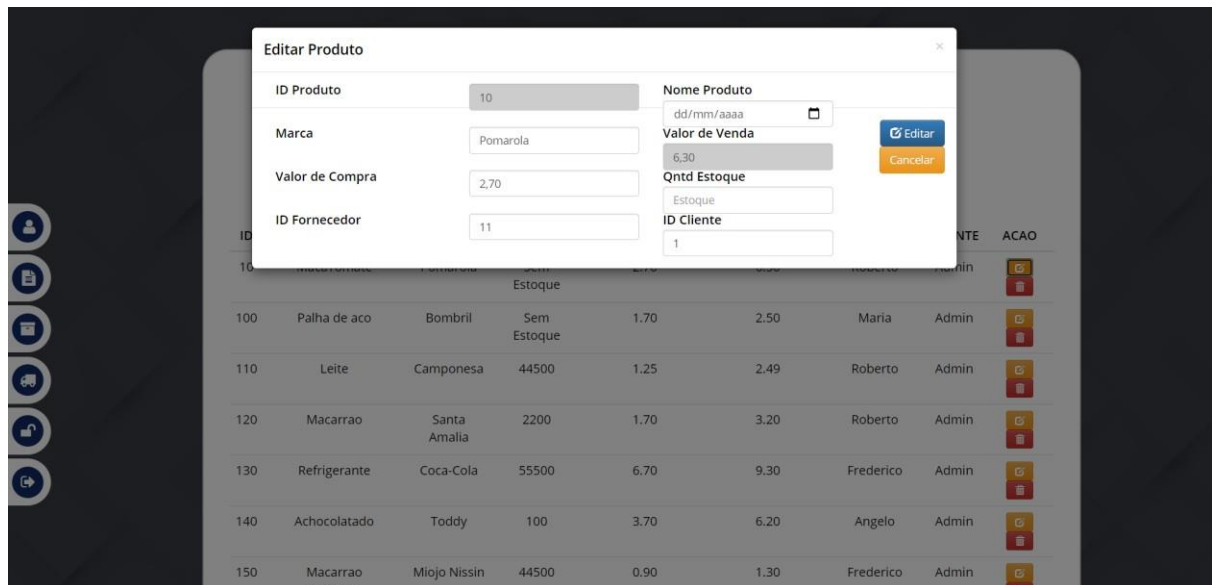 Editar Produto ×
ID Produto 10
Nome Produto
dd/mm/aaaa
Marca Pomarola
Valor de Venda
6,30
Editar
Cancelar
Valor de Compra 2,70
Qntd Estoque
Estoque
ID Fornecedor 11
ID Cliente
1
ID NTE ACAO
10 Estoque
100 Palha de aco Bombril Sem Estoque 1.70 2.50 Maria Admin
110 Leite Camponesa 44500 1.25 2.49 Roberto Admin
120 Macarrao Santa Amalia 2200 1.70 3.20 Roberto Admin
130 Refrigerante Coca-Cola 55500 6.70 9.30 Frederico Admin
140 Achocolatado Toddy 100 3.70 6.20 Angelo Admin
150 Macarrao Miojo Nissin 44500 0.90 1.30 Frederico Admin